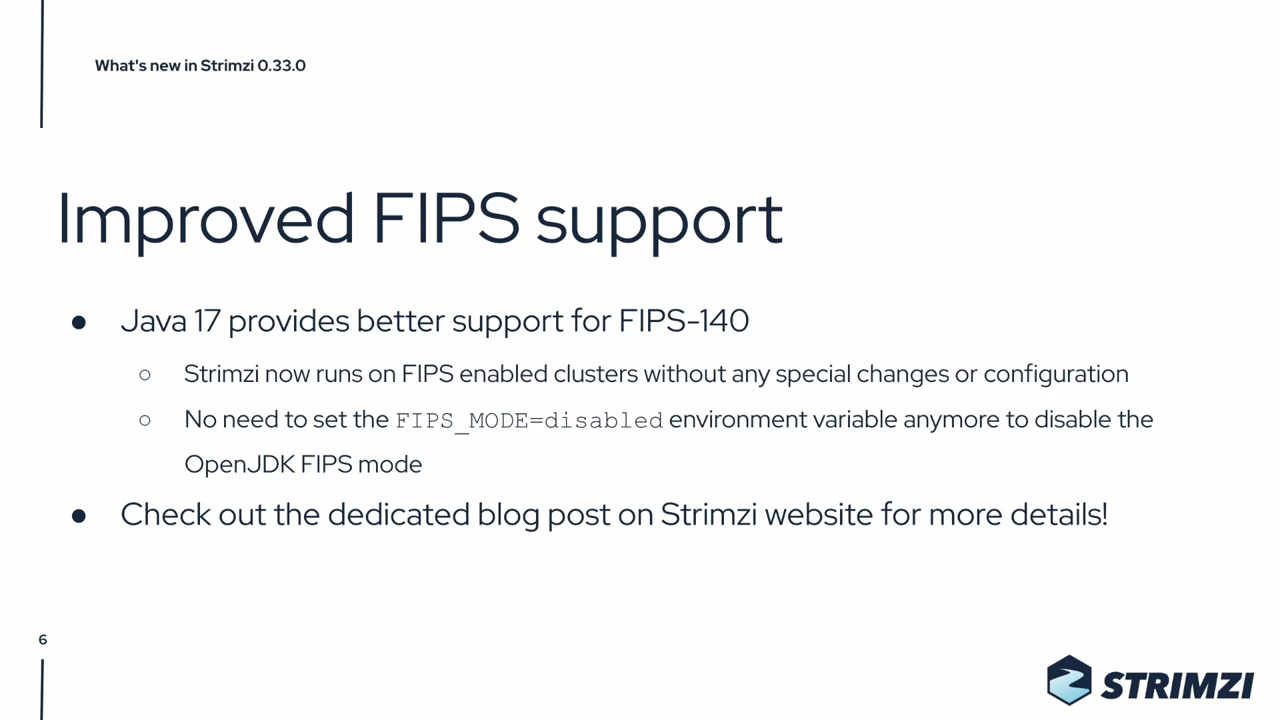 What's new in Strimzi 0.33.0
Improved FIPS support
● Java 17 provides better support for FIPS-140
○ Strimzi now runs on FIPS enabled clusters without any special changes or configuration
○ No need to set the FIPS_MODE=disabled environment variable anymore to disable the
OpenJDK FIPS mode
● Check out the dedicated blog post on Strimzi website for more details!
6
STRIMZI